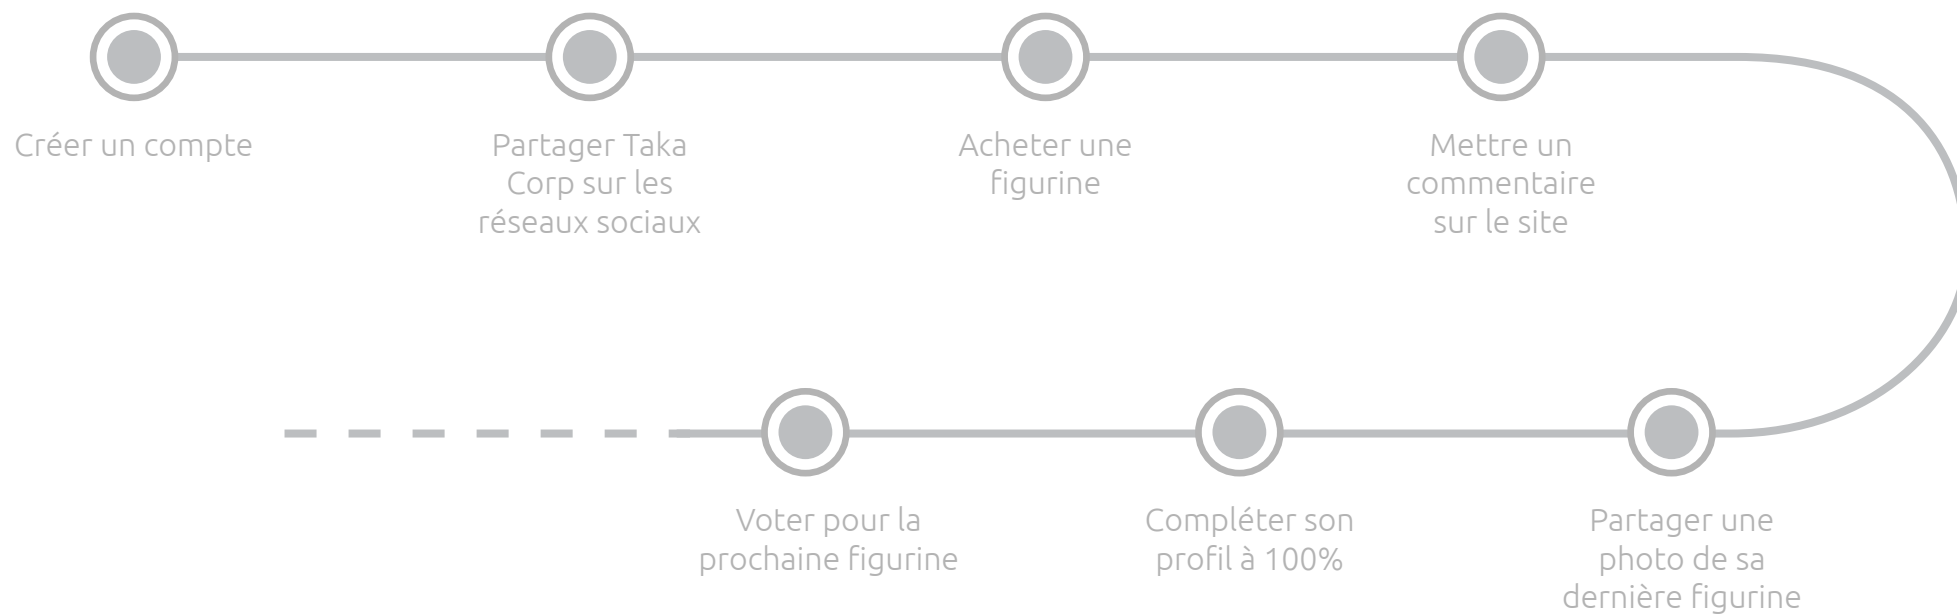 Créer un compte
Partager Taka
Corp sur les
réseaux sociaux
Acheter une
figurine
Mettre un
commentaire
sur le site
Voter pour la
prochaine figurine
Compléter son
profil à 100%
Partager une
photo de sa
dernière figurine